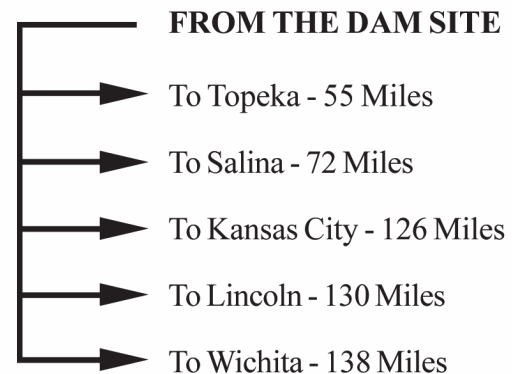 FROM THE DAM SITE
To Topeka - 55 Miles
To Salina - 72 Miles
To Kansas City - 126 Miles
To Lincoln - 130 Miles
To Wichita - 138 Miles